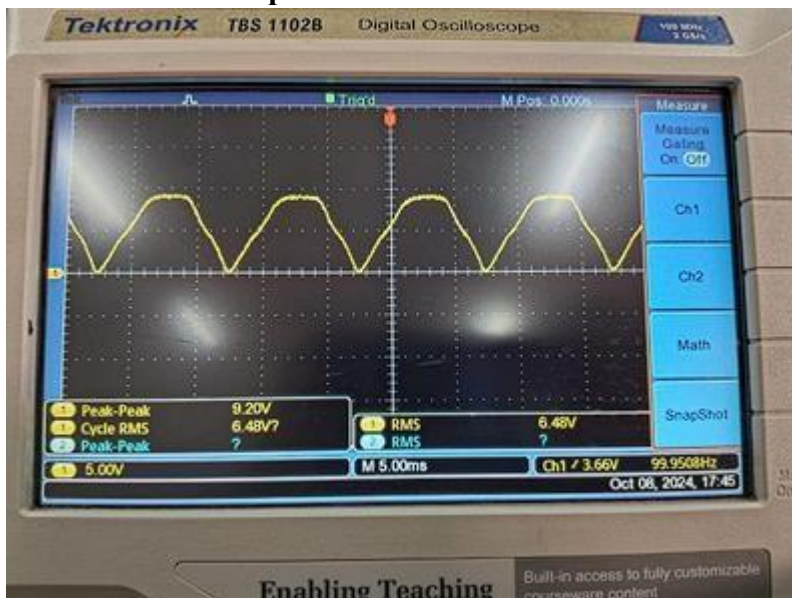 Tektronix TBS 1102B Digital Oscilloscope
100 MHz
2 GS/s
Trig'd
M Pos: 0.000s
Measure
Measure
Gating
On Off
Ch1
Ch2
Math
SnapShot
1 Peak-Peak 9.20V
1 Cycle RMS 6.48V?
2 Peak-Peak ?
1 RMS 6.48V
2 RMS ?
1 5.00V
M 5.00ms
Ch1 / 3.66V 99.9508Hz
Oct 08, 2024, 17:45
Enabling Teaching
Built-in access to fully customizable
courseware content